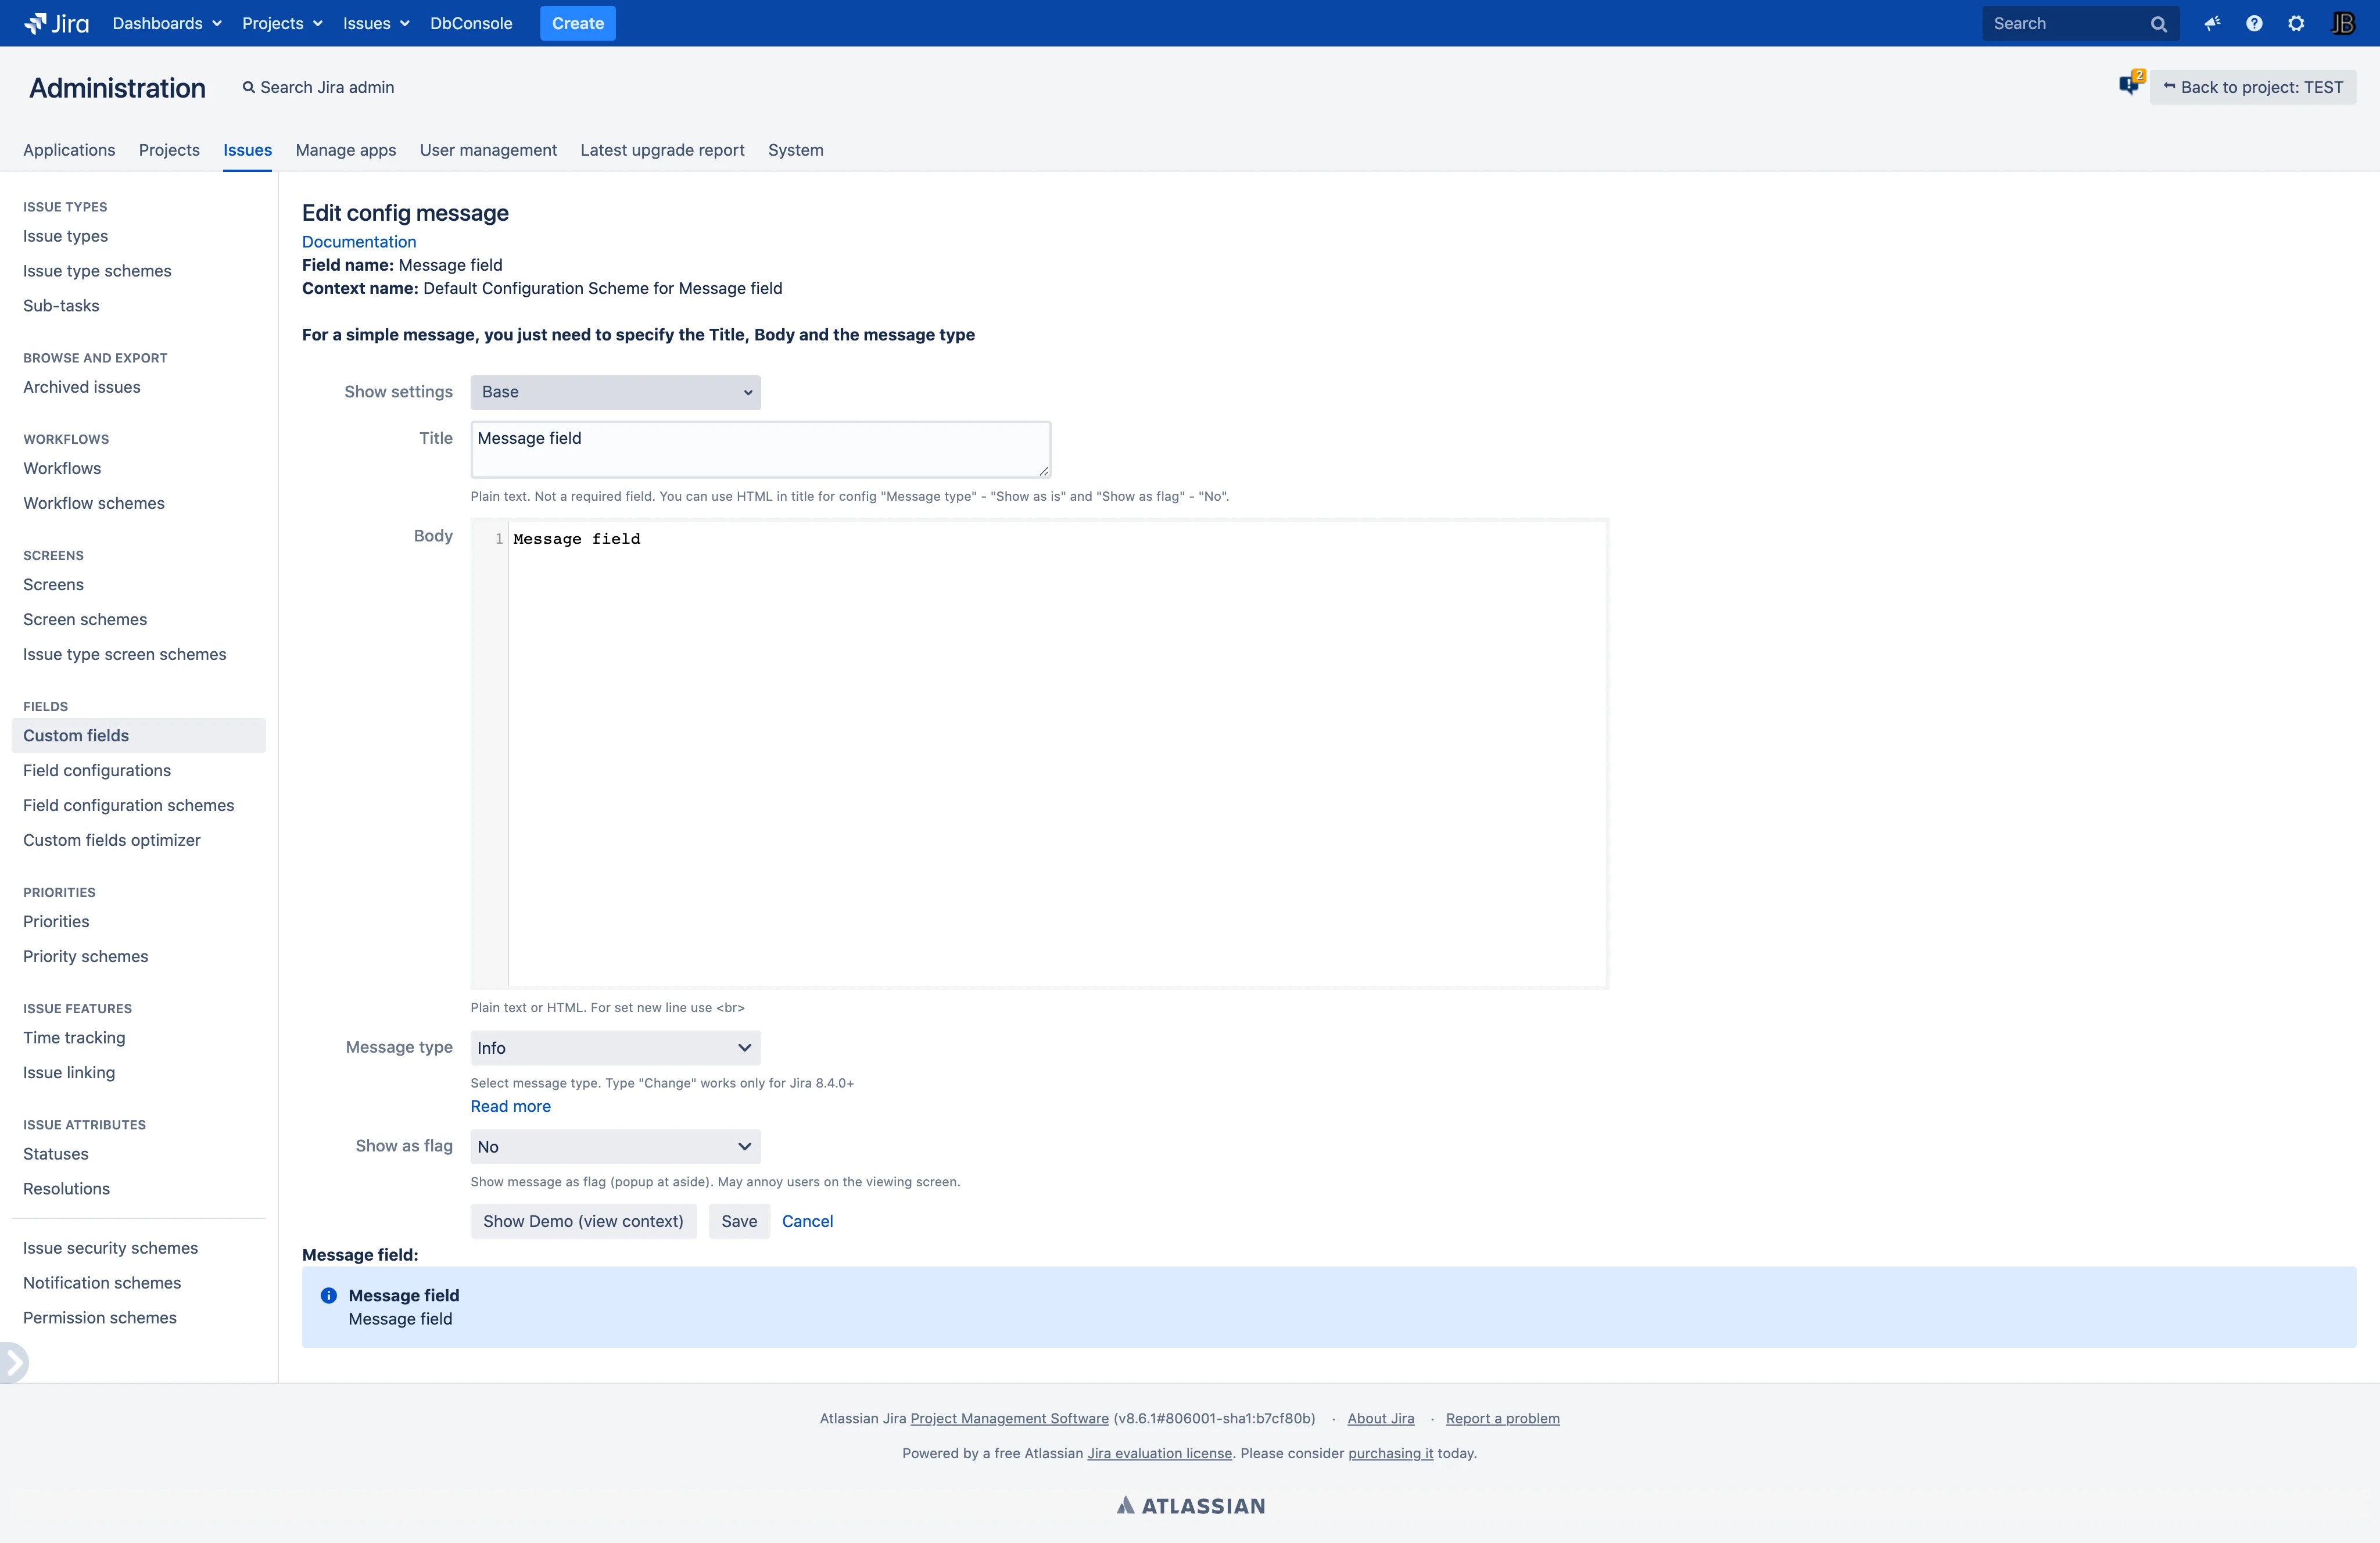 Jira Dashboards Projects Issues DbConsole Create Search JB
Administration Search Jira admin 2 Back to project: TEST
Applications Projects Issues Manage apps User management Latest upgrade report System
ISSUE TYPES
Issue types
Issue type schemes
Sub-tasks
BROWSE AND EXPORT
Archived issues
WORKFLOWS
Workflows
Workflow schemes
SCREENS
Screens
Screen schemes
Issue type screen schemes
FIELDS
Custom fields
Field configurations
Field configuration schemes
Custom fields optimizer
PRIORITIES
Priorities
Priority schemes
ISSUE FEATURES
Time tracking
Issue linking
ISSUE ATTRIBUTES
Statuses
Resolutions
Issue security schemes
Notification schemes
Permission schemes
Edit config message
Documentation
Field name: Message field
Context name: Default Configuration Scheme for Message field
For a simple message, you just need to specify the Title, Body and the message type
Show settings Base
Title Message field
Plain text. Not a required field. You can use HTML in title for config "Message type" - "Show as is" and "Show as flag" - "No".
Body 1 Message field
Plain text or HTML. For set new line use <br>
Message type Info
Select message type. Type "Change" works only for Jira 8.4.0+
Read more
Show as flag No
Show message as flag (popup at aside). May annoy users on the viewing screen.
Show Demo (view context) Save Cancel
Message field:
Message field
Message field
Atlassian Jira Project Management Software (v8.6.1#806001-sha1:b7cf80b) · About Jira · Report a problem
Powered by a free Atlassian Jira evaluation license. Please consider purchasing it today.
ATLASSIAN